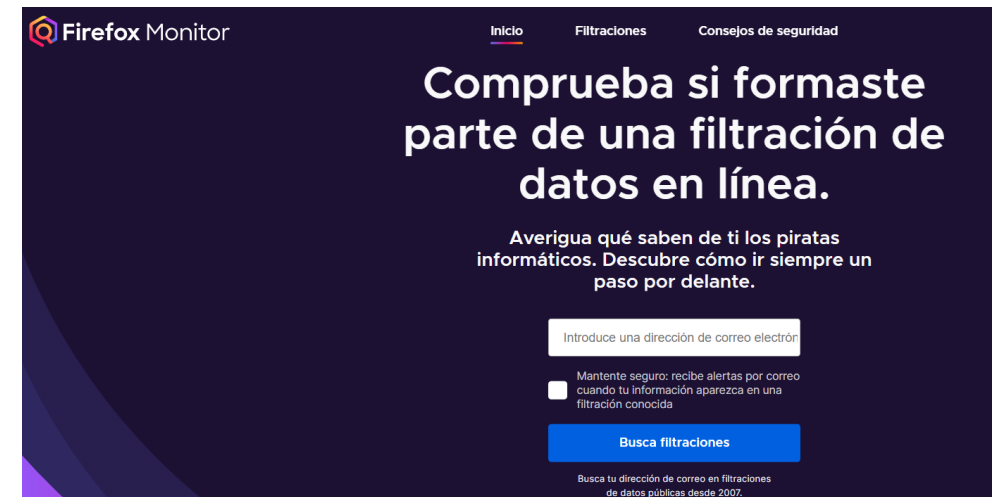 Firefox Monitor
Inicio
Filtraciones
Consejos de seguridad
Comprueba si formaste
parte de una filtración de
datos en línea.
Averigua qué saben de ti los piratas
informáticos. Descubre cómo ir siempre un
paso por delante.
Introduce una dirección de correo electrón
Mantente seguro: recibe alertas por correo
cuando tu información aparezca en una
filtración conocida
Busca filtraciones
Busca tu dirección de correo en filtraciones
de datos públicas desde 2007.